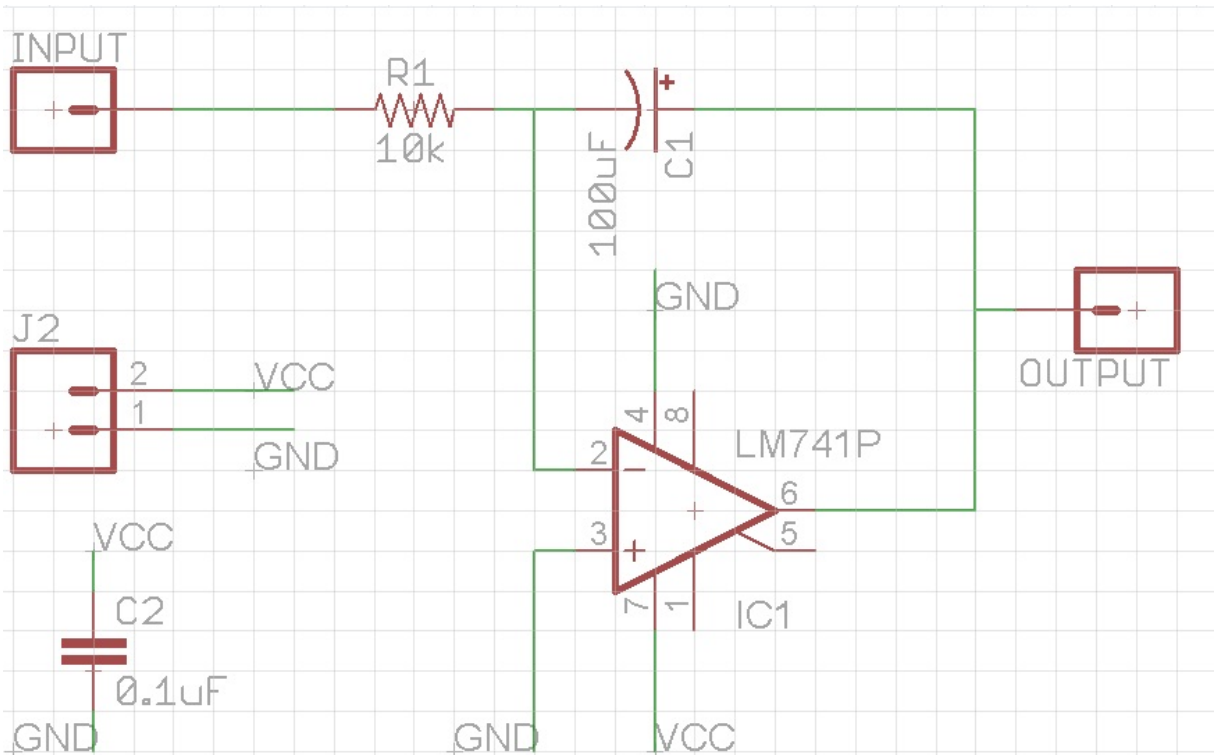 INPUT
R1
10k
+
100uF
C1
GND
J2
2
VCC
1
GND
OUTPUT
4
8
LM741P
2
-
6
3
+
5
7
1
IC1
VCC
C2
0.1uF
GND
GND
VCC